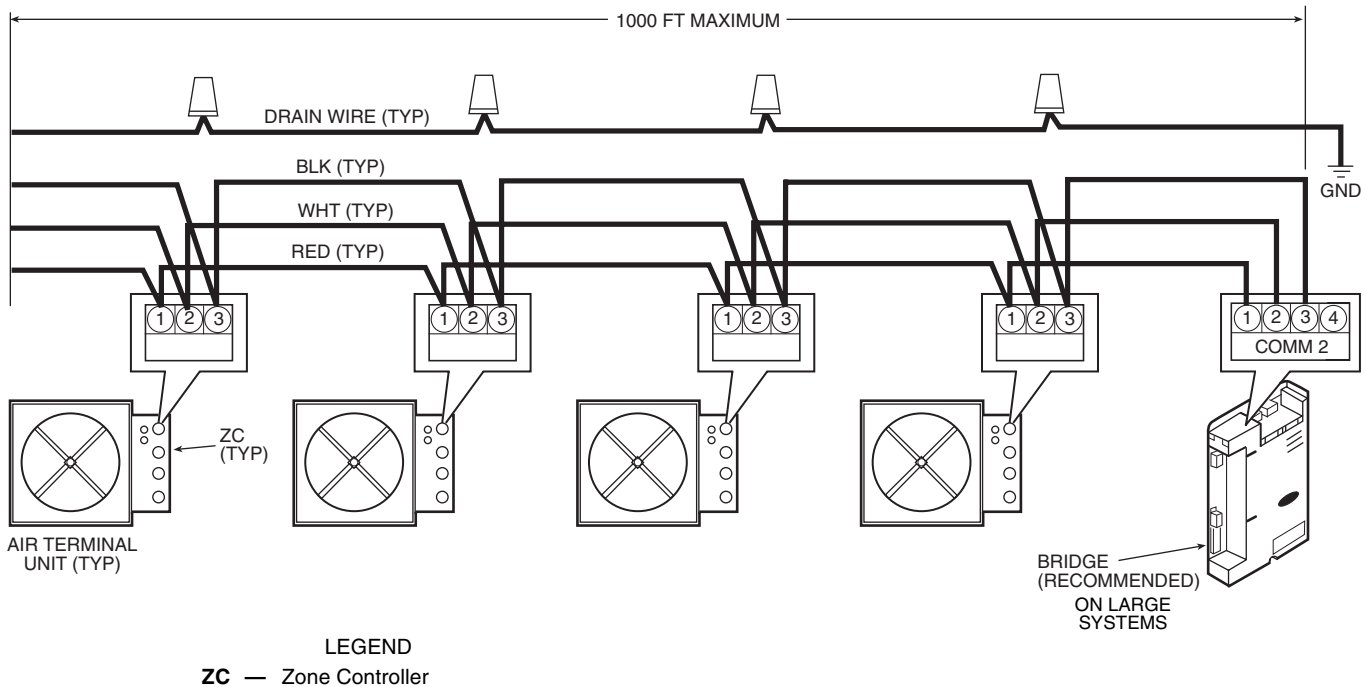 1000 FT MAXIMUM
DRAIN WIRE (TYP)
BLK (TYP)
GND
WHT (TYP)
RED (TYP)
1 2 3
1 2 3
1 2 3
1 2 3
1 2 3 4
COMM 2
ZC
(TYP)
AIR TERMINAL
UNIT (TYP)
BRIDGE
(RECOMMENDED)
ON LARGE
SYSTEMS
LEGEND
ZC — Zone Controller